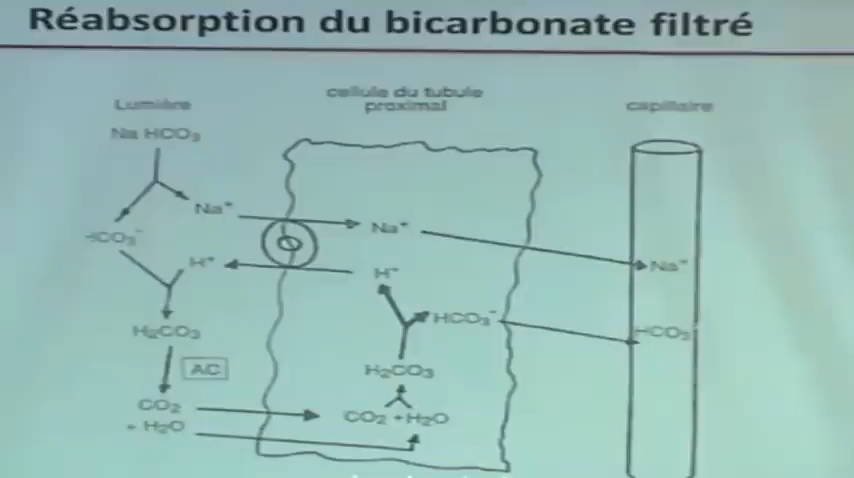 Réabsorption du bicarbonate filtré
Lumière
cellule du tubule
proximal
capillaire
Na HCO₃
Na⁺
Na⁺
HCO₃⁻
H⁺
H⁺
Na⁺
HCO₃⁻
HCO₃
H₂CO₃
AC
H₂CO₃
CO₂
+ H₂O
CO₂ + H₂O